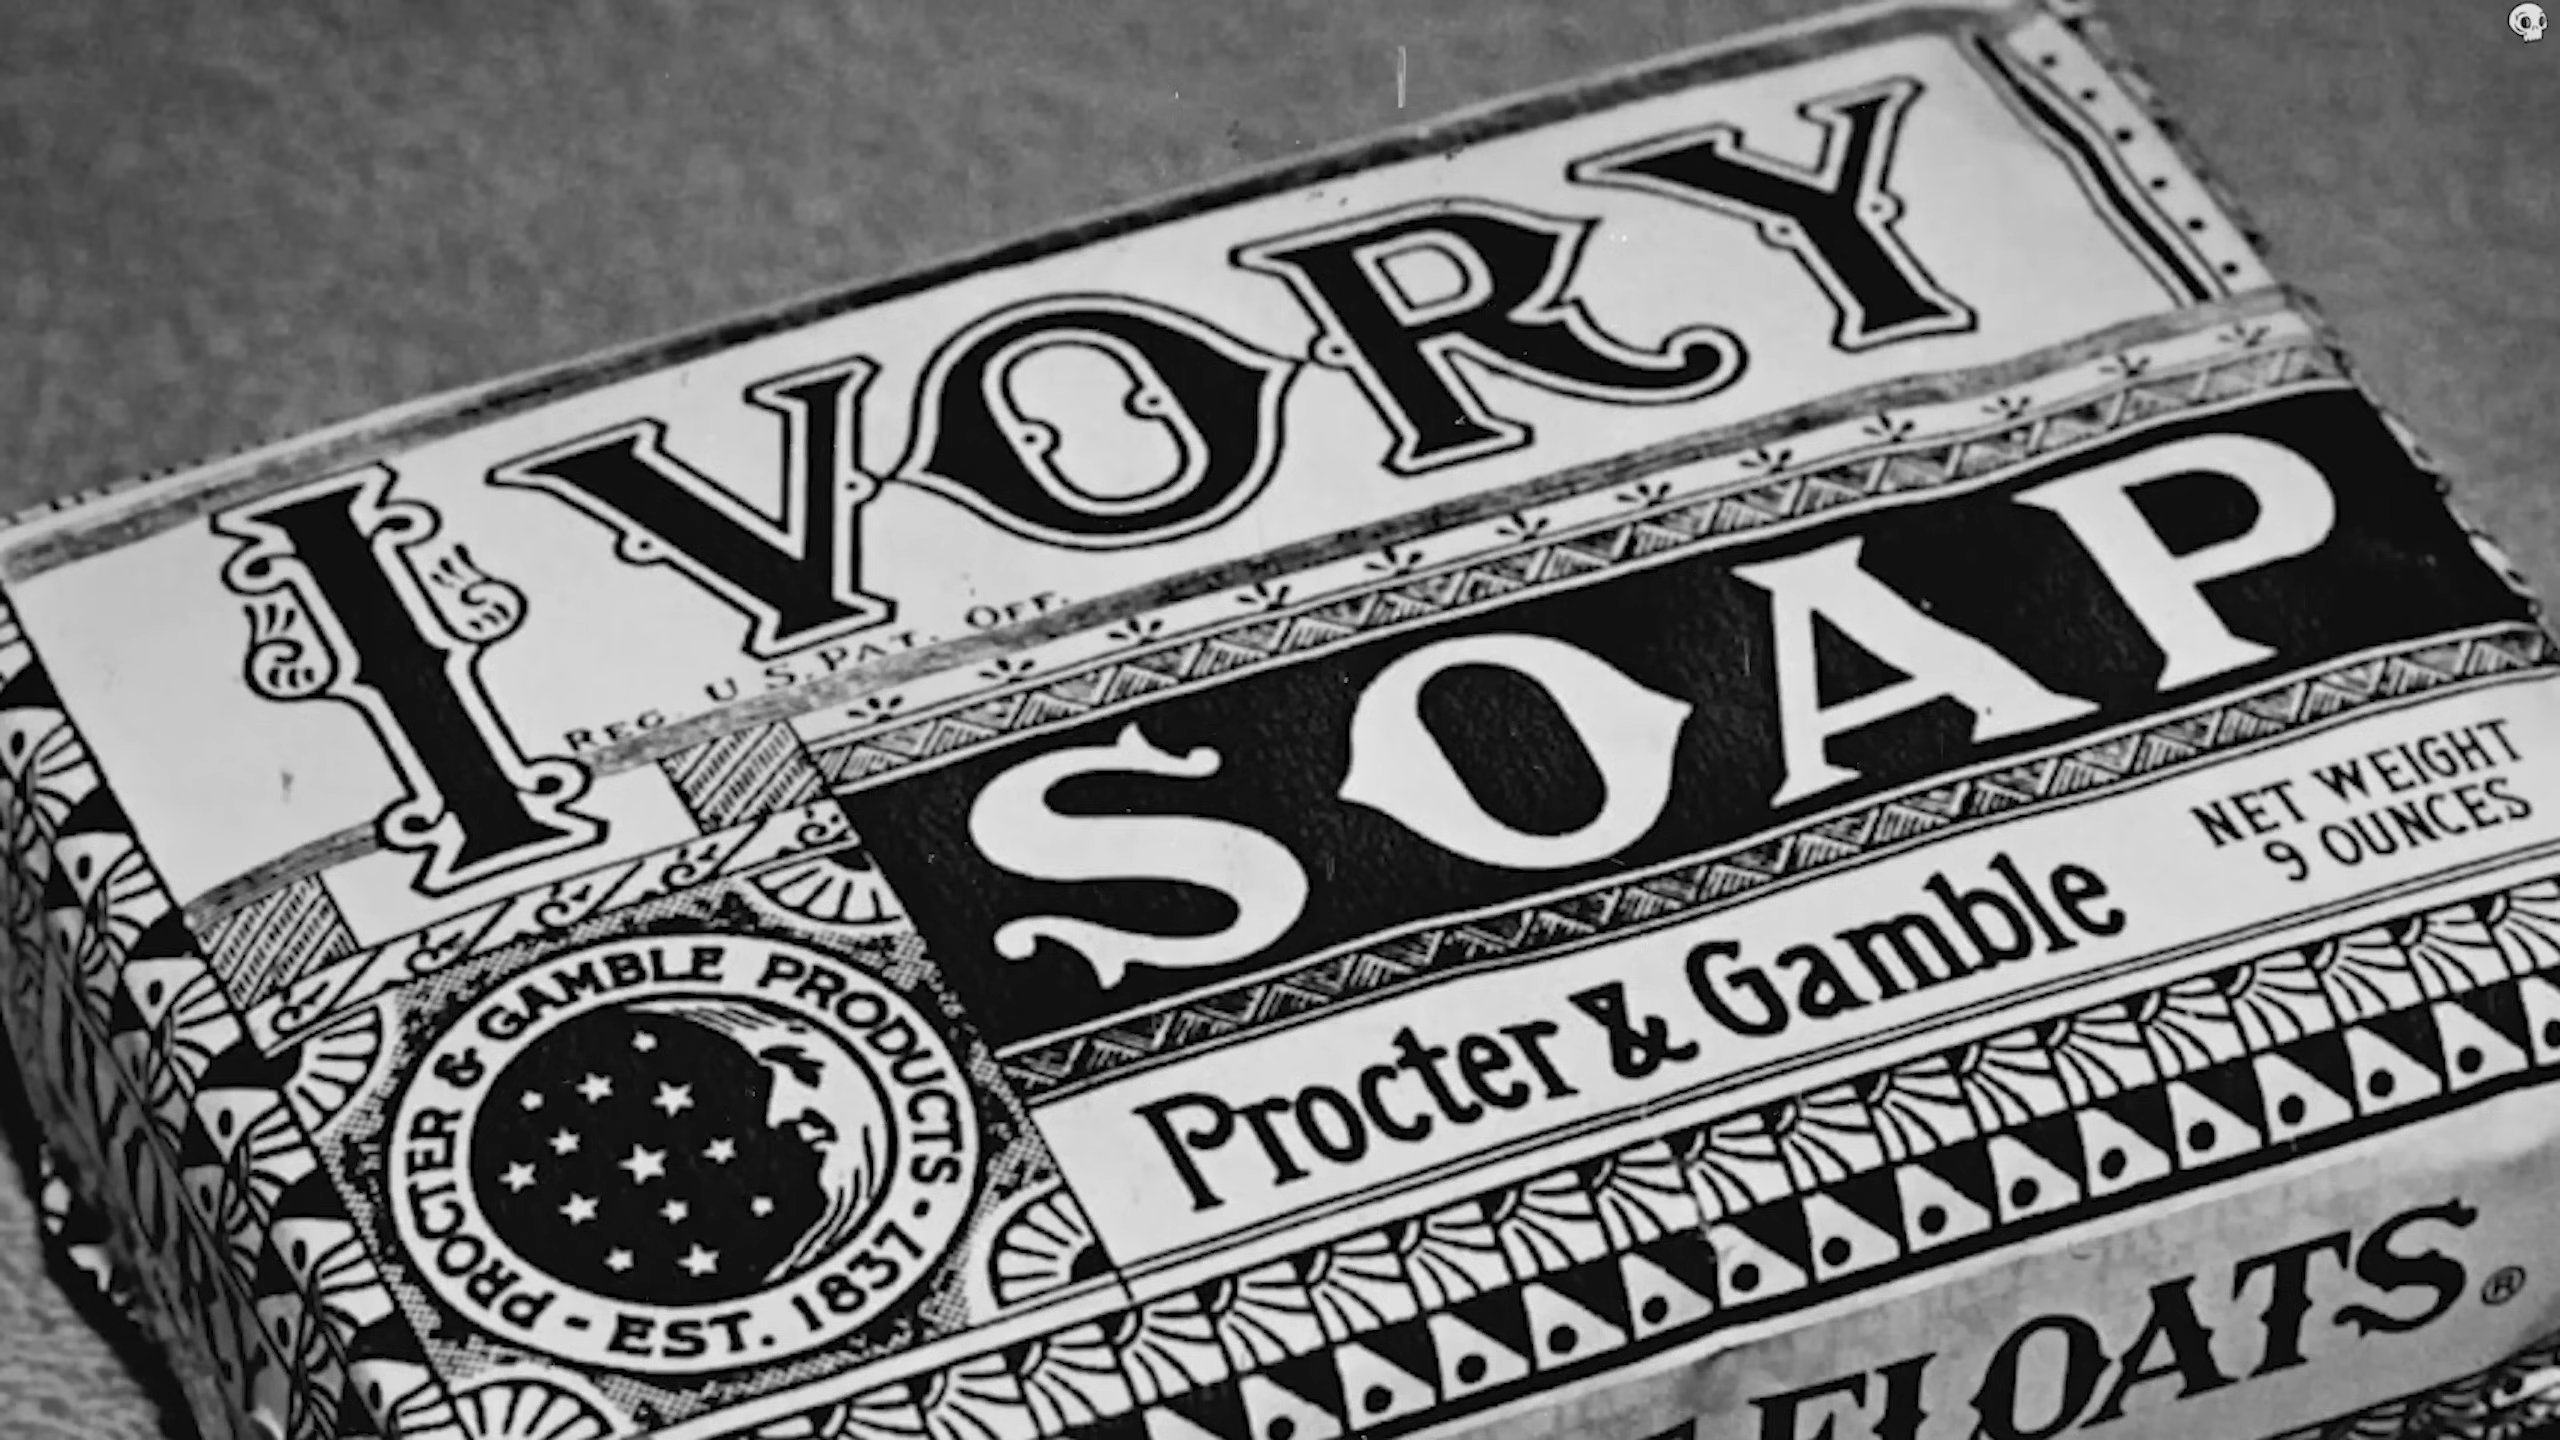 IVORY
REG. U.S. PAT. OFF.
SOAP
NET WEIGHT
9 OUNCES
Procter & Gamble
PROCTER & GAMBLE PRODUCTS - EST. 1837 -
FLOATS®